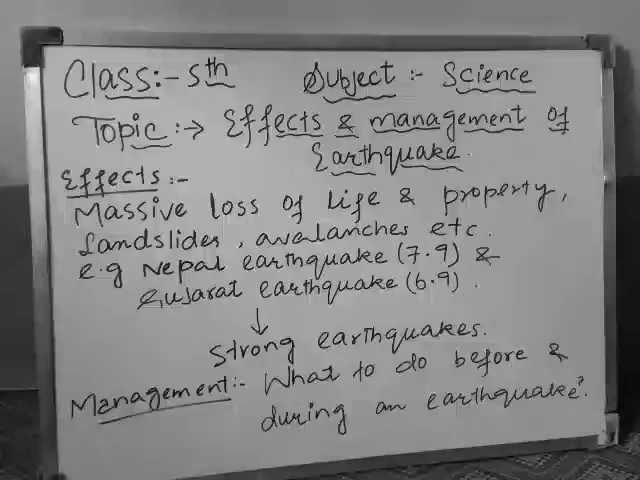 Class:- 5th Subject:- Science
Topic:→ Effects & management of
Earthquake.
Effects:-
Massive loss of life & property,
Landslides, avalanches etc.
e.g Nepal earthquake (7.9) &
Gujarat earthquake (6.9).
↓
Strong earthquakes.
Management:- What to do before &
during an earthquake?.